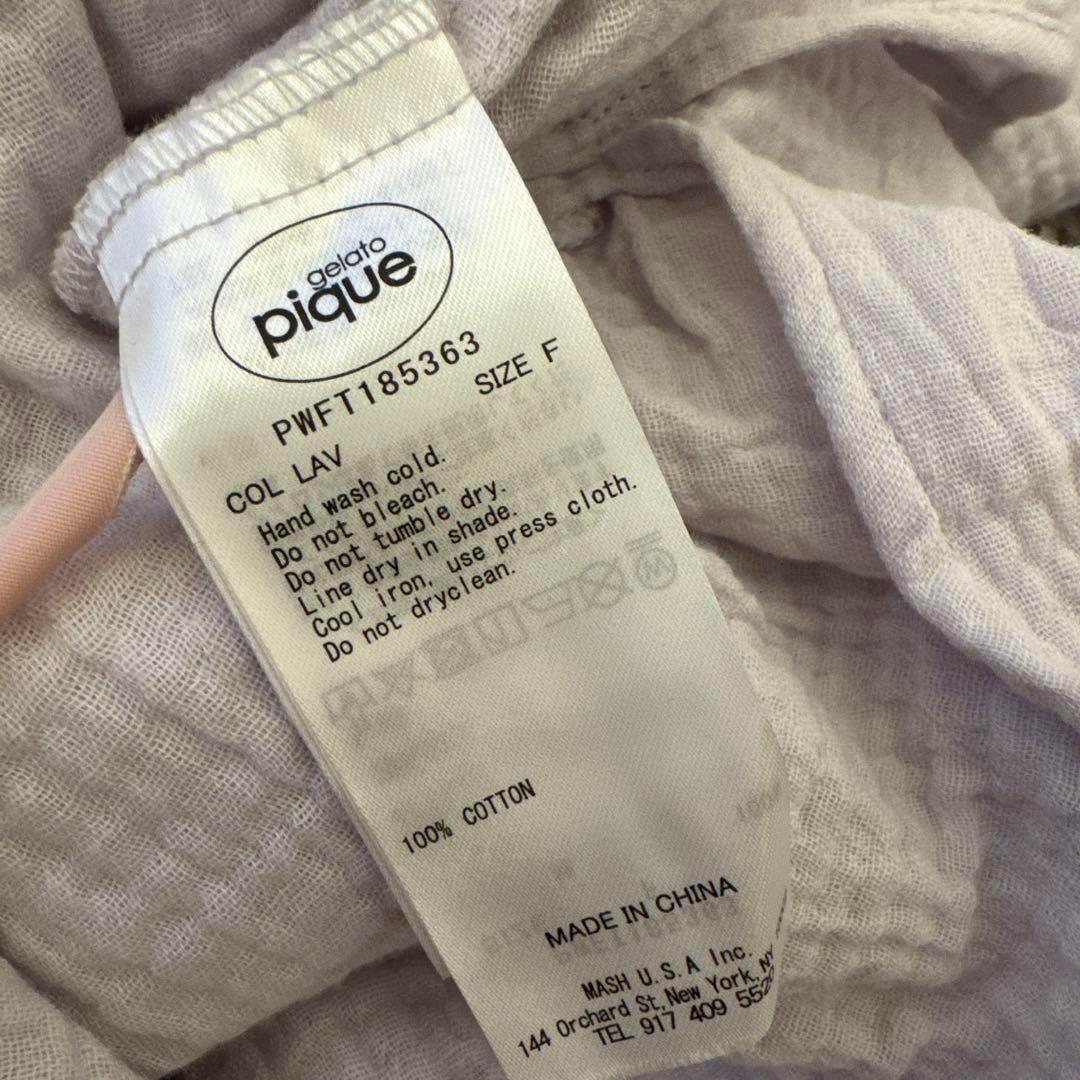 gelato
pique
PWFT185363
SIZE F
COL LAV
Hand wash cold.
Do not bleach.
Do not tumble dry.
Line dry in shade.
Cool iron, use press cloth.
Do not dryclean.
100% COTTON
MADE IN CHINA
MASH U.S.A Inc.
144 Orchard St,New York,NY
TEL 917 409 5520